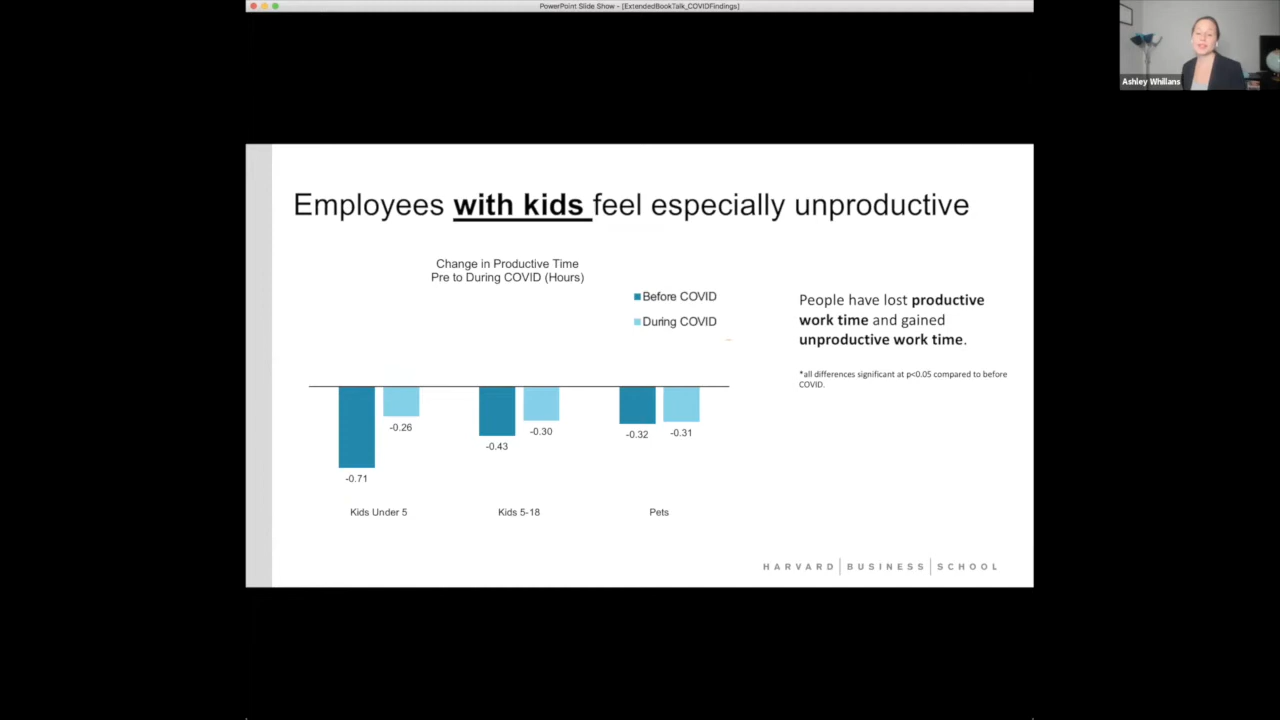 PowerPoint Slide Show - [ExtendedBookTalk_COVIDFindings]
Ashley Whillans
Employees with kids feel especially unproductive
Change in Productive Time
Pre to During COVID (Hours)
Before COVID
During COVID
-0.71
-0.26
-0.43
-0.30
-0.32
-0.31
Kids Under 5
Kids 5-18
Pets
People have lost productive
work time and gained
unproductive work time.
*all differences significant at p<0.05 compared to before
COVID.
HARVARD BUSINESS SCHOOL